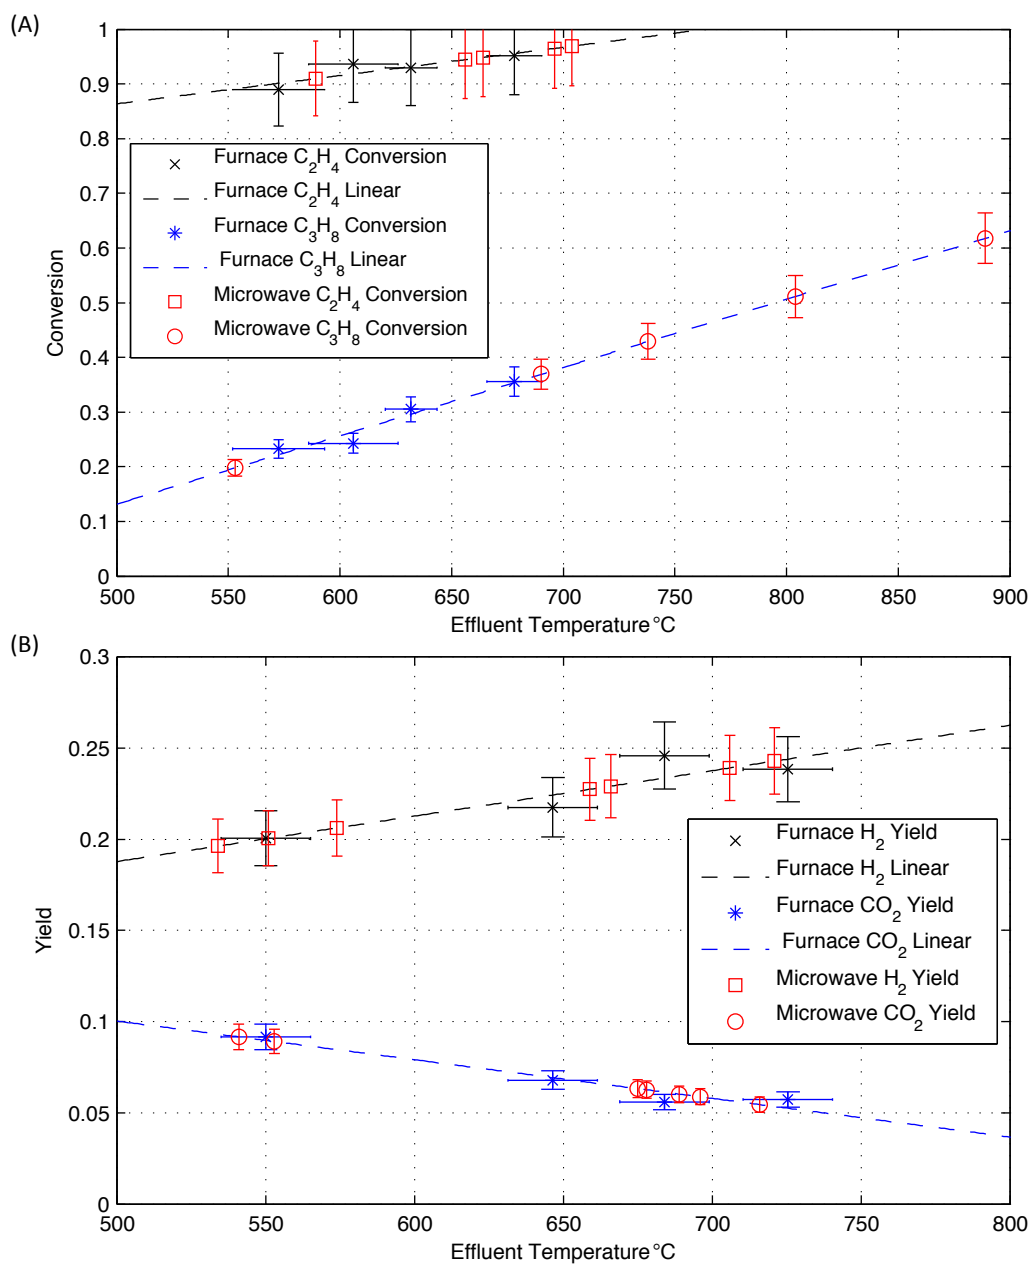 (A)
1
0.9
0.8
0.7
0.6
0.5
0.4
0.3
0.2
0.1
0
Conversion
Furnace C2H4 Conversion
Furnace C2H4 Linear
Furnace C3H8 Conversion
Furnace C3H8 Linear
Microwave C2H4 Conversion
Microwave C3H8 Conversion
500 550 600 650 700 750 800 850 900
Effluent Temperature°C
(B)
0.3
0.25
0.2
0.15
0.1
0.05
0
Yield
Furnace H2 Yield
Furnace H2 Linear
Furnace CO2 Yield
Furnace CO2 Linear
Microwave H2 Yield
Microwave CO2 Yield
500 550 600 650 700 750 800
Effluent Temperature°C